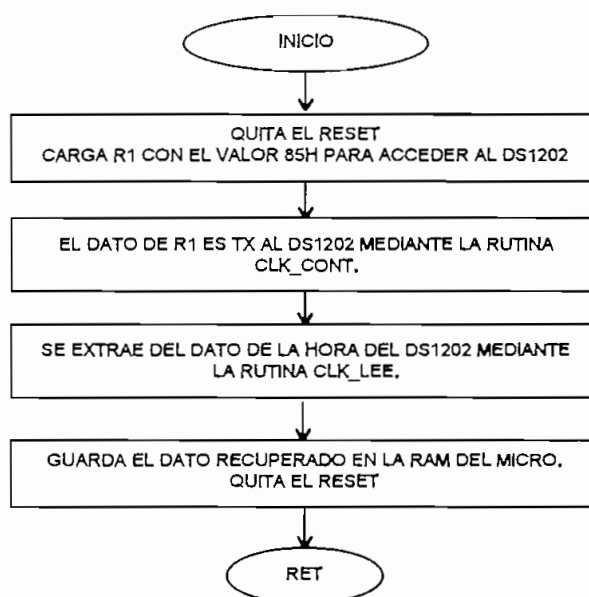 INICIO
QUITA EL RESET
CARGA R1 CON EL VALOR 85H PARA ACCEDER AL DS1202
EL DATO DE R1 ES TX AL DS1202 MEDIANTE LA RUTINA
CLK_CONT.
SE EXTRAE DEL DATO DE LA HORA DEL DS1202 MEDIANTE
LA RUTINA CLK_LEE.
GUARDA EL DATO RECUPERADO EN LA RAM DEL MICRO.
QUITA EL RESET
RET